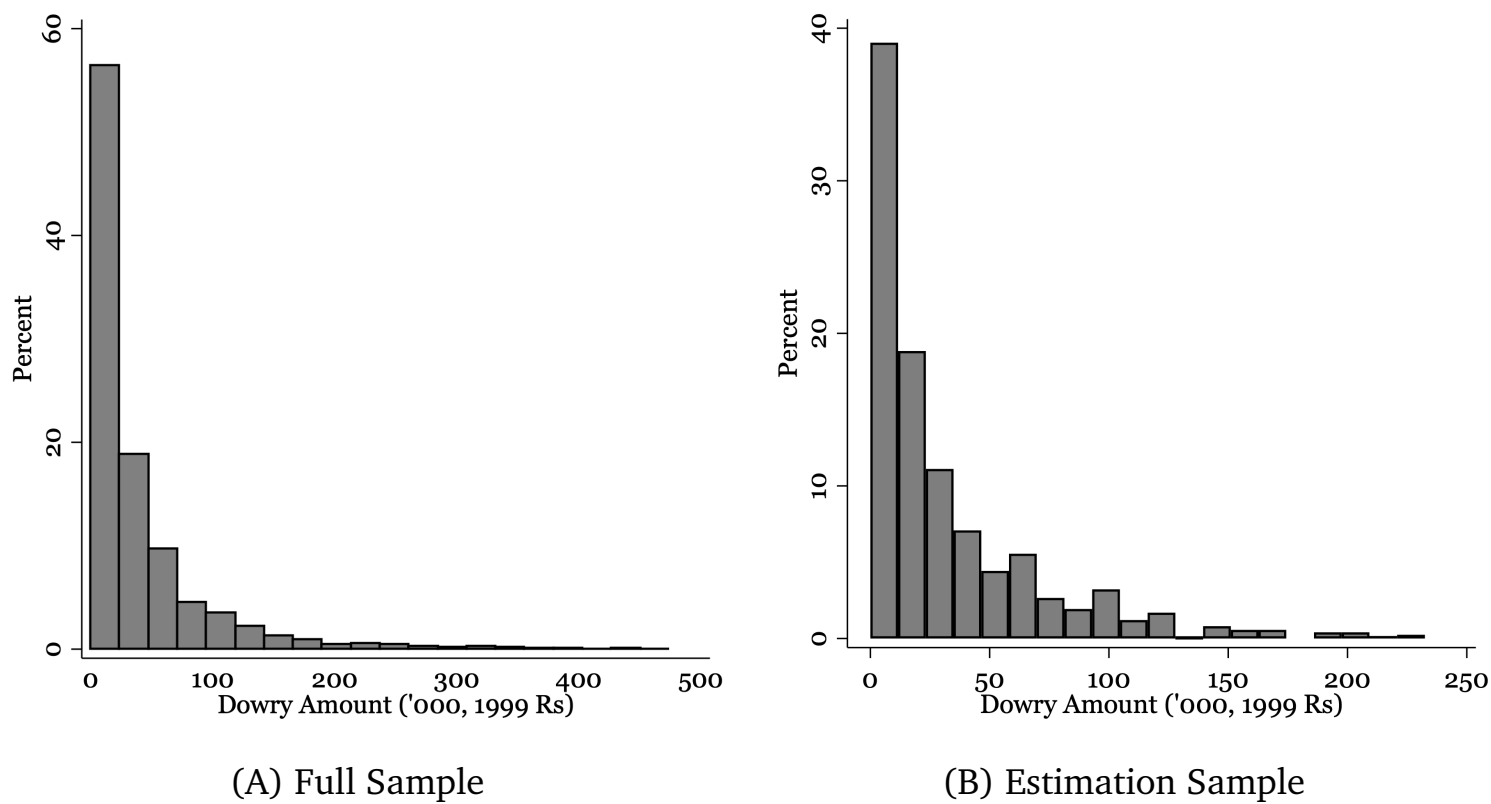 60
40
20
0
Percent
0 100 200 300 400 500
Dowry Amount ('000, 1999 Rs)
(A) Full Sample
40
30
20
10
0
Percent
0 50 100 150 200 250
Dowry Amount ('000, 1999 Rs)
(B) Estimation Sample